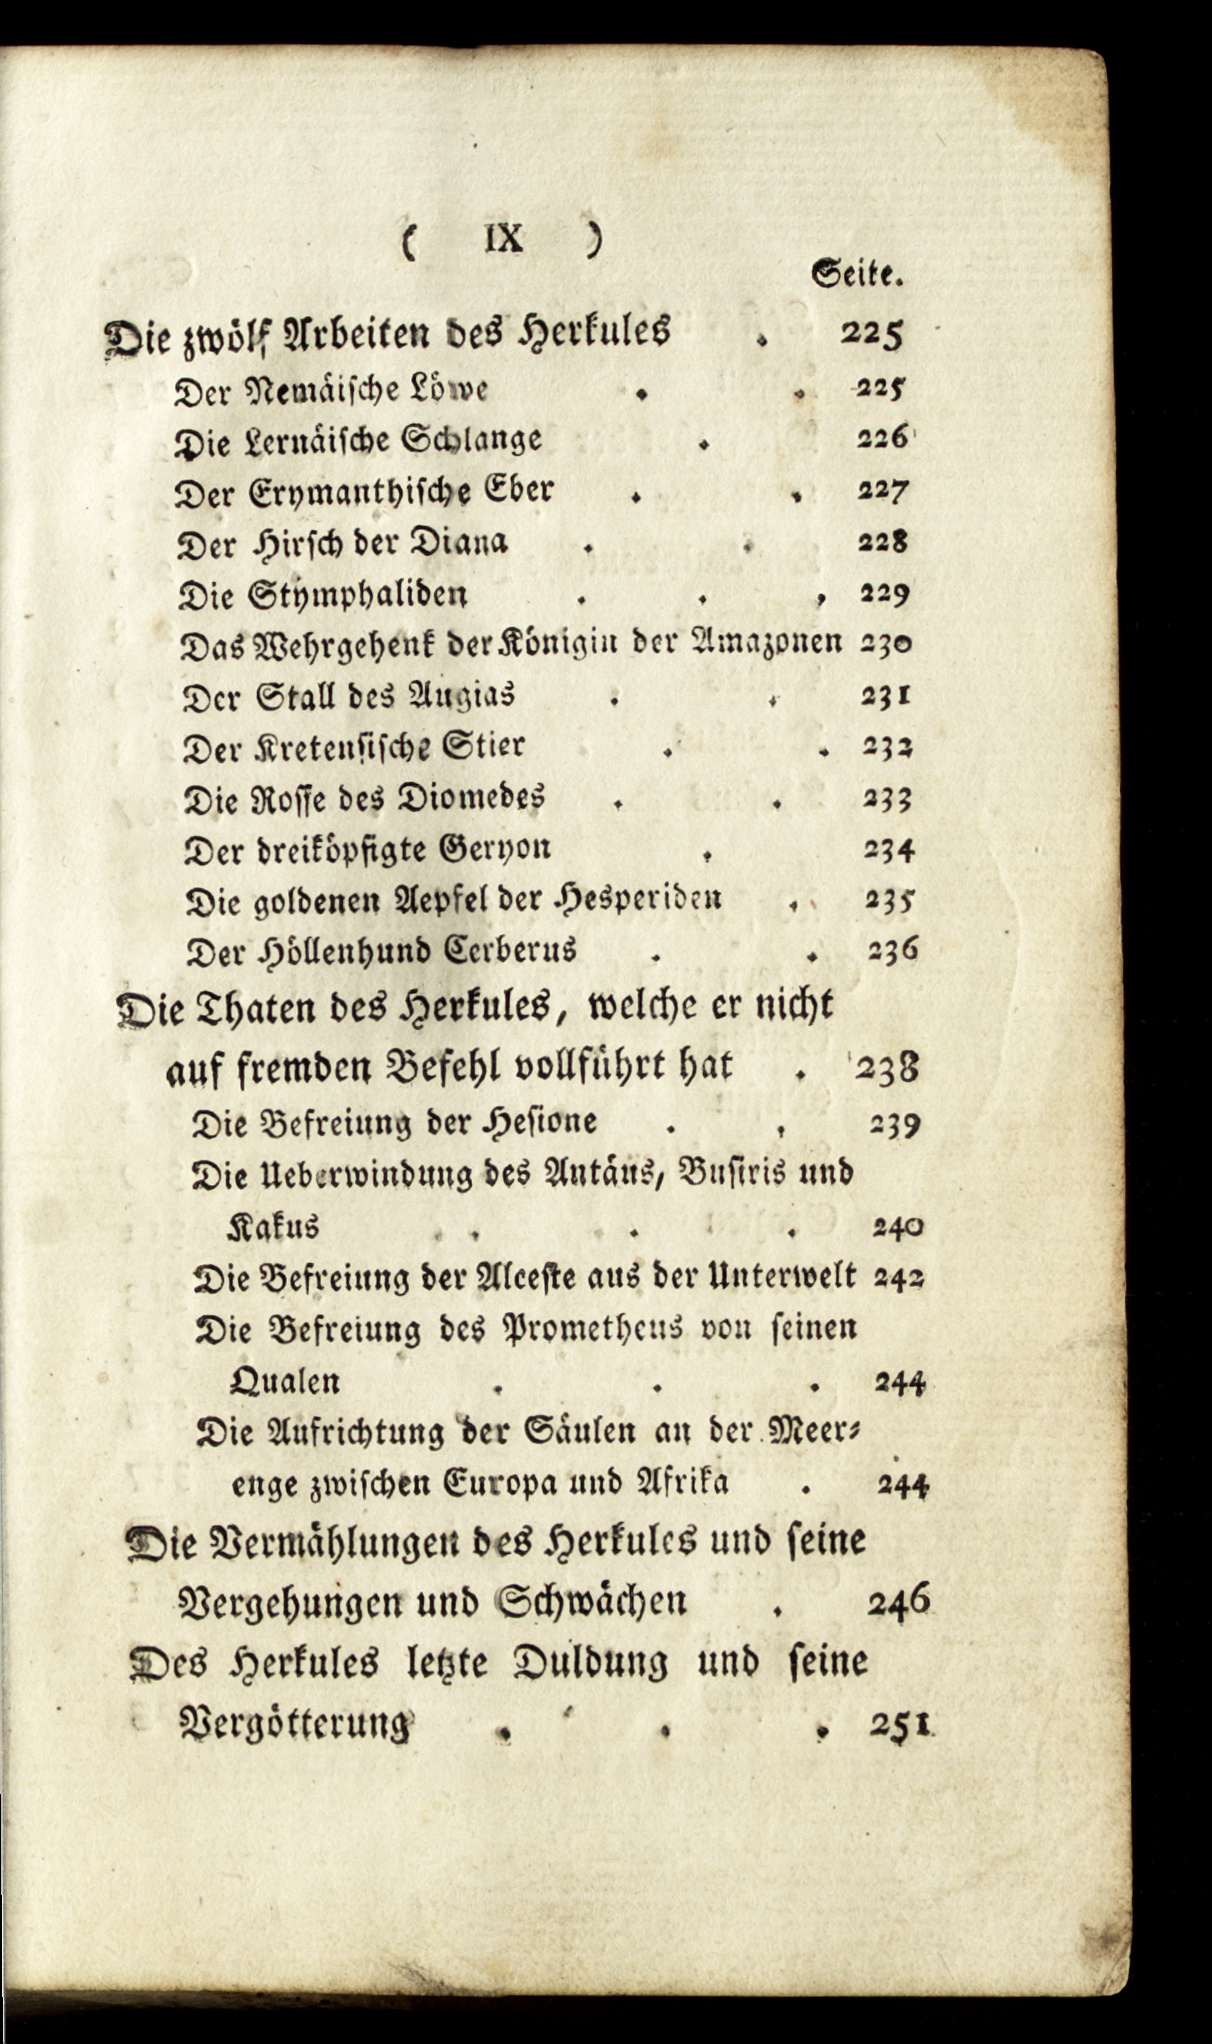 ( IX )
Seite.
Die zwölf Arbeiten des Herkules . 225
Der Nemäische Löwe . . 225
Die Lernäische Schlange . 226
Der Erymanthische Eber . . 227
Der Hirsch der Diana . . 228
Die Stymphaliden . . . 229
Das Wehrgehenk der Königin der Amazonen 230
Der Stall des Augias . . 231
Der Kretensische Stier . . 232
Die Rosse des Diomedes . . 233
Der dreiköpfigte Geryon . 234
Die goldenen Aepfel der Hesperiden . 235
Der Höllenhund Cerberus . . 236
Die Thaten des Herkules, welche er nicht
auf fremden Befehl vollführt hat . 238
Die Befreiung der Hesione . . 239
Die Ueberwindung des Antäus, Busiris und
Kakus . . . 240
Die Befreiung der Alceste aus der Unterwelt 242
Die Befreiung des Prometheus von seinen
Qualen . . . 244
Die Aufrichtung der Säulen an der Meer-
enge zwischen Europa und Afrika . 244
Die Vermählungen des Herkules und seine
Vergehungen und Schwächen . 246
Des Herkules letzte Duldung und seine
Vergötterung . . . 251